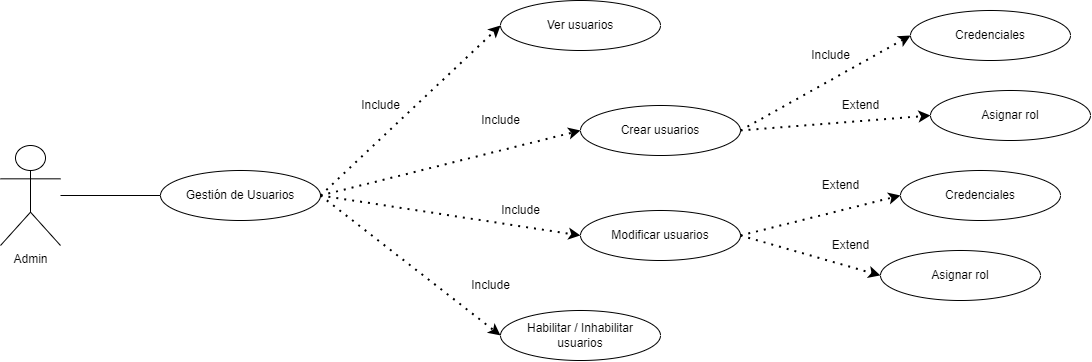 Ver usuarios
Credenciales
Include
Include
Extend
Include
Asignar rol
Crear usuarios
Extend
Gestión de Usuarios
Credenciales
Include
Modificar usuarios
Extend
Admin
Asignar rol
Include
Habilitar / Inhabilitar
usuarios